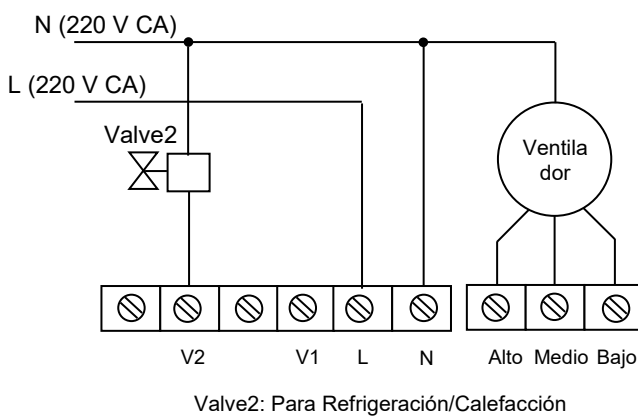 N (220 V CA)
L (220 V CA)
Valve2
Ventila
dor
V2 V1 L N Alto Medio Bajo
Valve2: Para Refrigeración/Calefacción